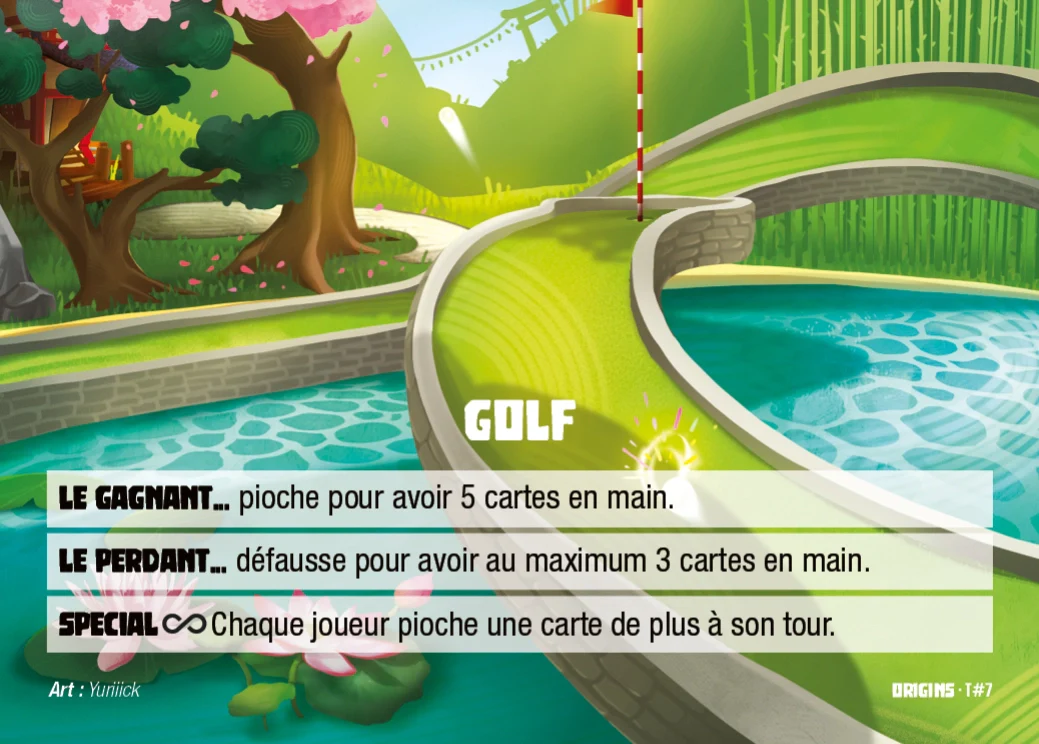 GOLF
LE GAGNANT... pioche pour avoir 5 cartes en main.
LE PERDANT... défausse pour avoir au maximum 3 cartes en main.
SPECIAL ∞ Chaque joueur pioche une carte de plus à son tour.
Art : Yuriiick
ORIGINS · T#7